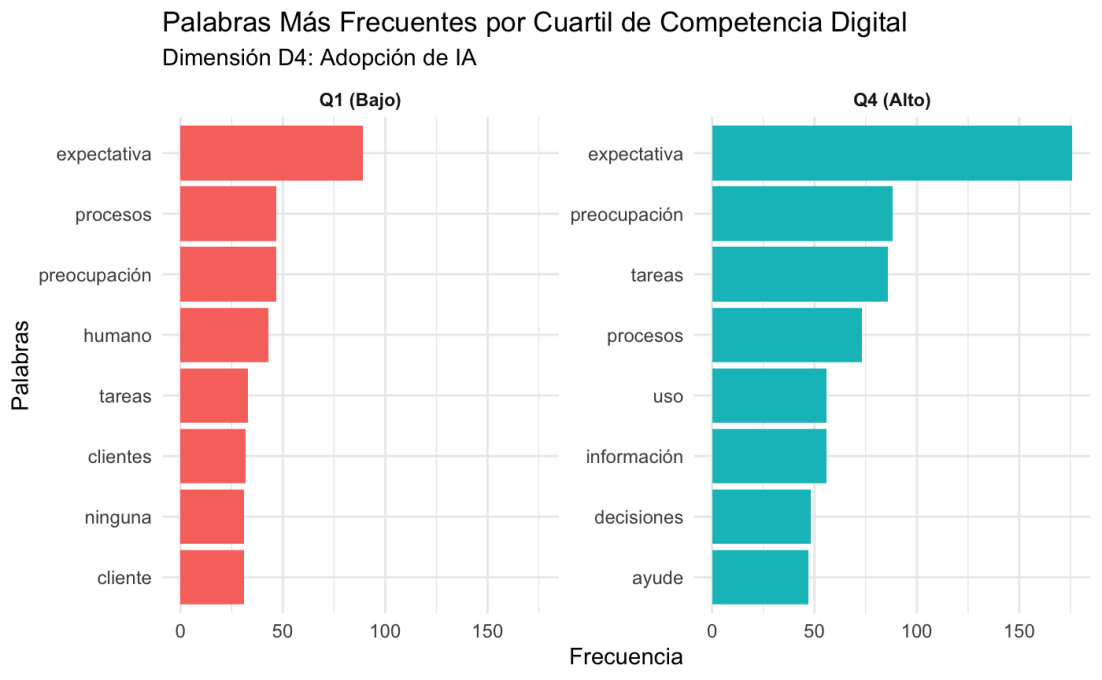 Palabras Más Frecuentes por Cuartil de Competencia Digital
Dimensión D4: Adopción de IA
Q1 (Bajo)
Q4 (Alto)
Palabras
expectativa
procesos
preocupación
humano
tareas
clientes
ninguna
cliente
0 50 100 150
expectativa
preocupación
tareas
procesos
uso
información
decisiones
ayude
0 50 100 150
Frecuencia